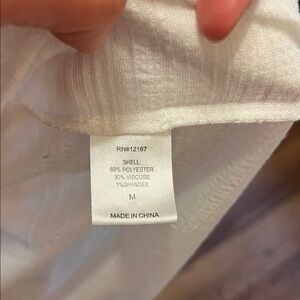 RN#12167
SHELL:
69% POLYESTER
30% VISCOSE
1%SPANDEX
M
MADE IN CHINA